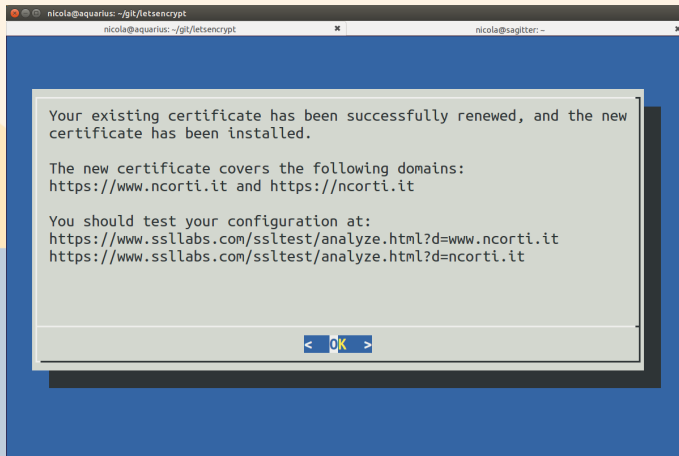 nicola@aquarius: ~/git/letsencrypt
nicola@aquarius: ~/git/letsencrypt
nicola@sagitter: ~
Your existing certificate has been successfully renewed, and the new
certificate has been installed.
The new certificate covers the following domains:
https://www.ncorti.it and https://ncorti.it
You should test your configuration at:
https://www.ssllabs.com/ssltest/analyze.html?d=www.ncorti.it
https://www.ssllabs.com/ssltest/analyze.html?d=ncorti.it
< OK >